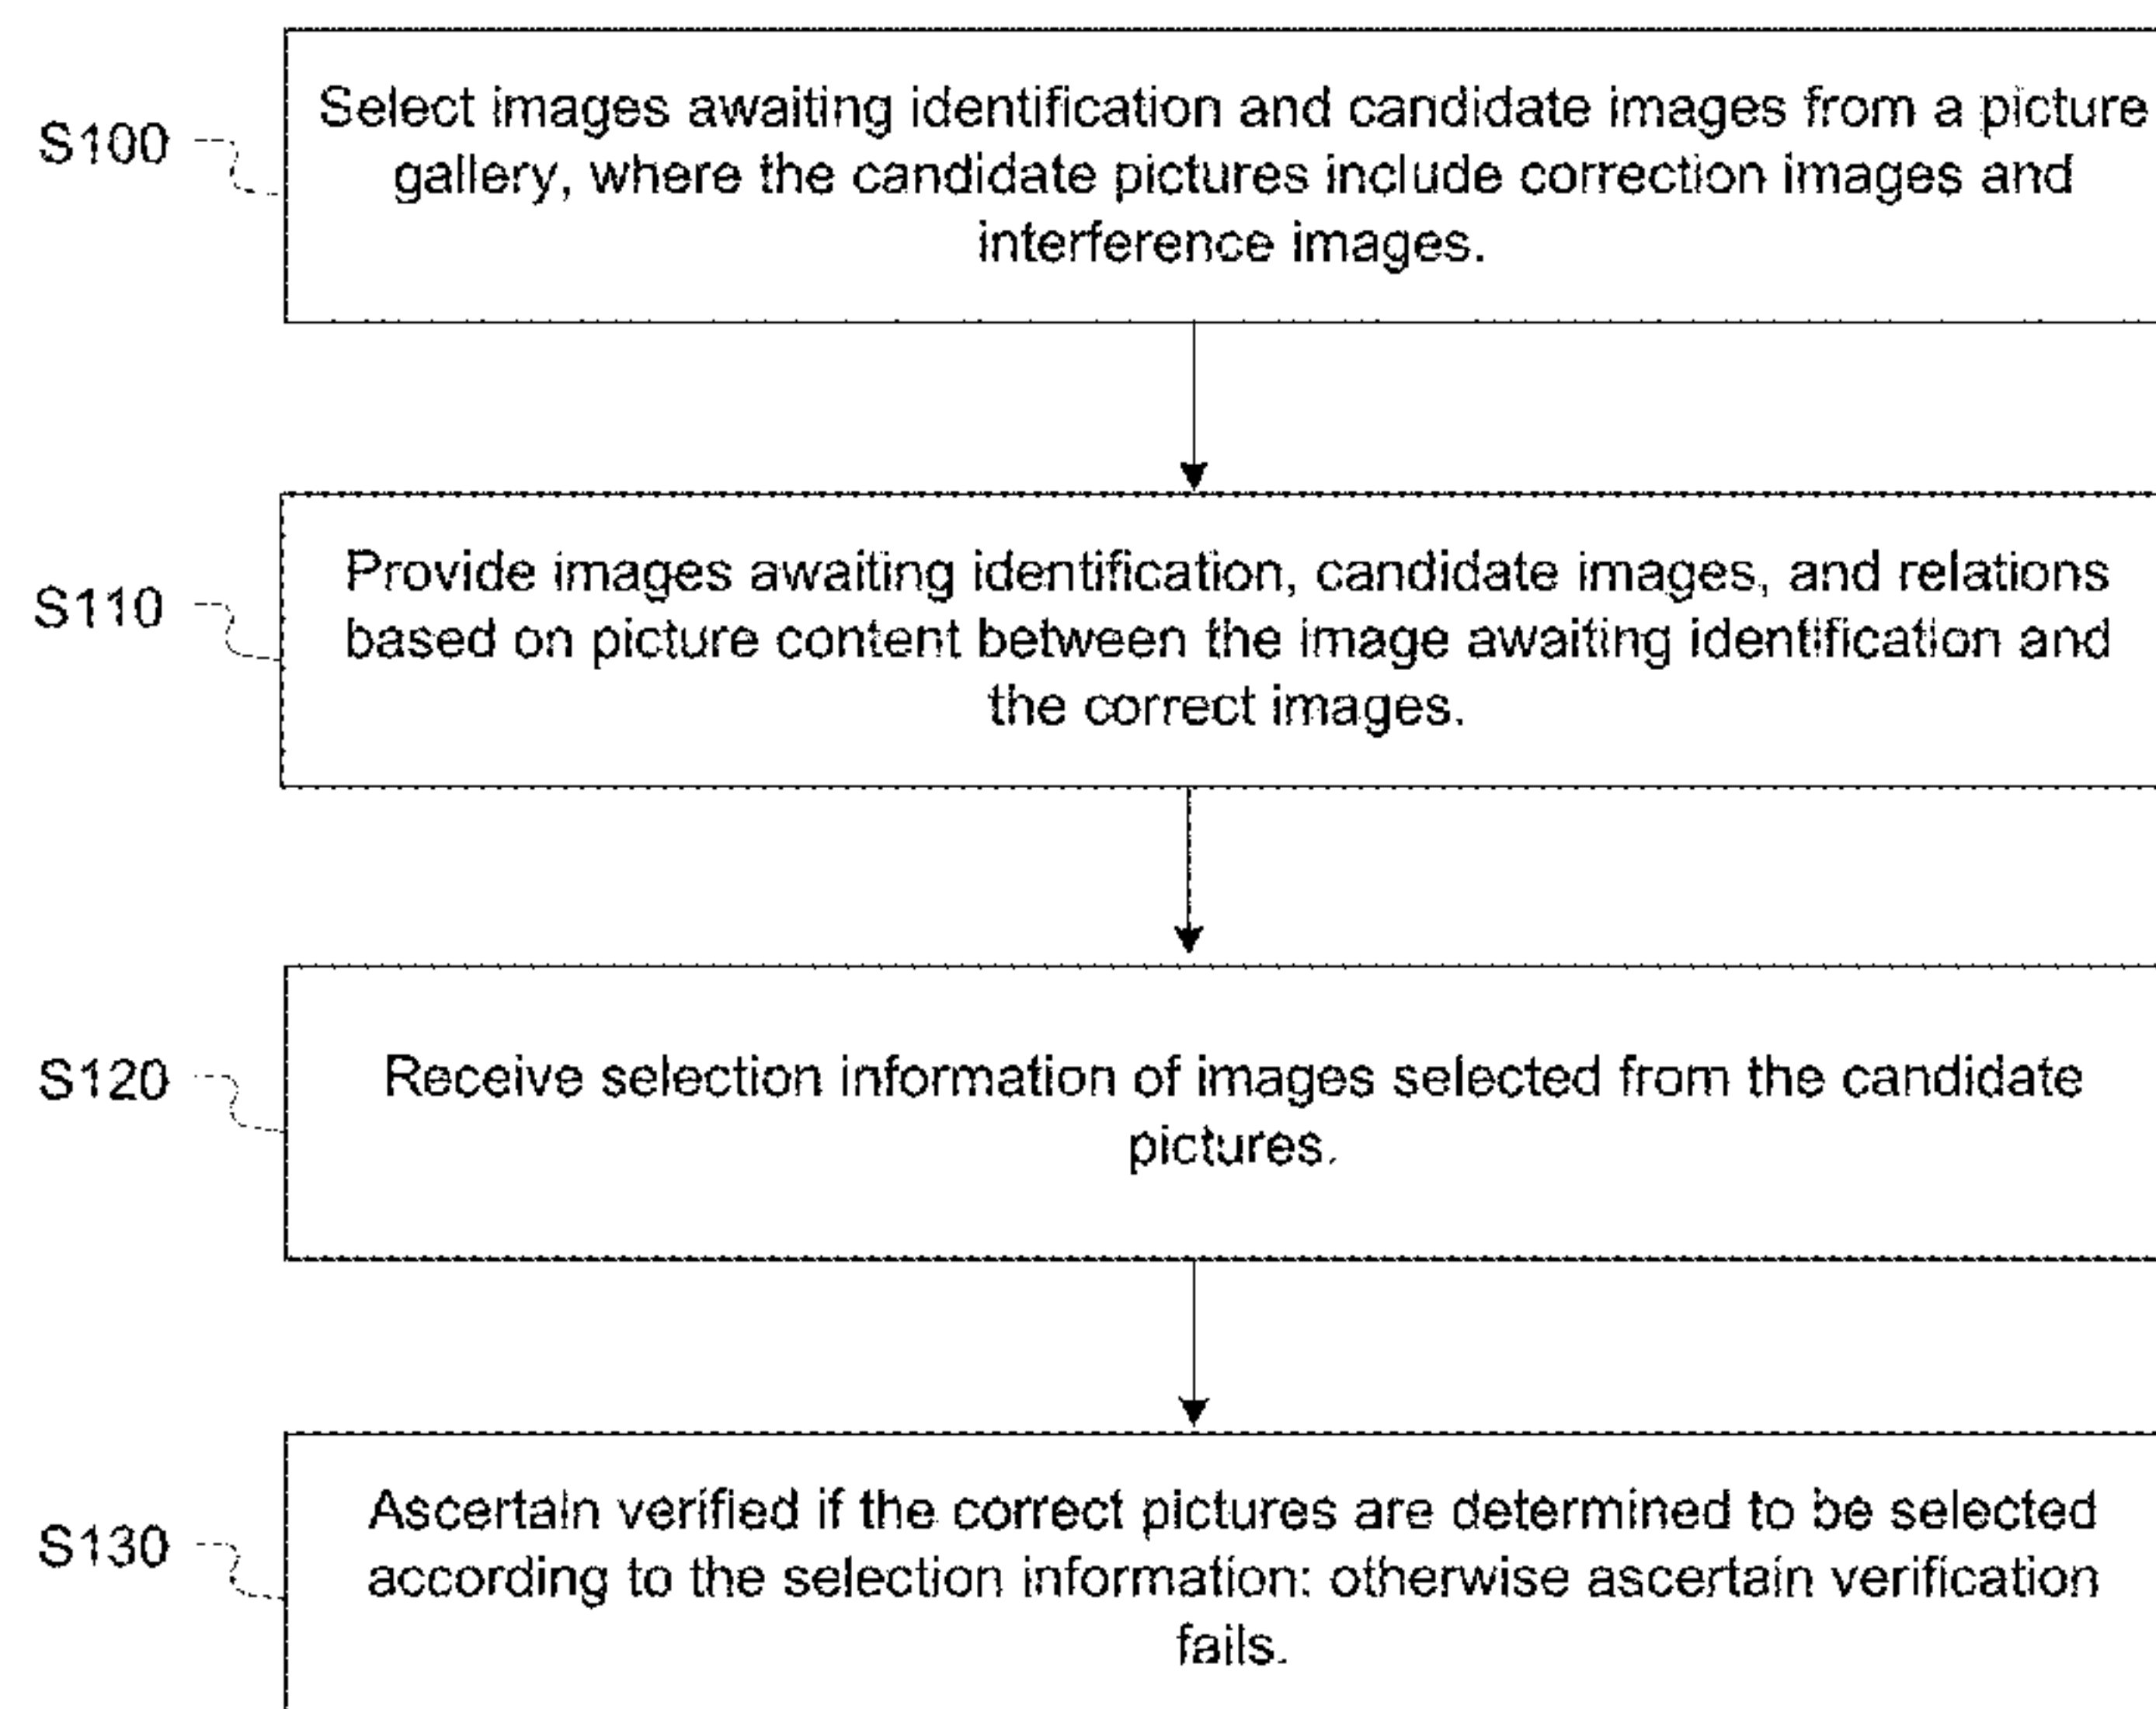 S100
Select images awaiting identification and candidate images from a picture
gallery, where the candidate pictures include correction images and
interference images.
S110
Provide images awaiting identification, candidate images, and relations
based on picture content between the image awaiting identification and
the correct images.
S120
Receive selection information of images selected from the candidate
pictures.
S130
Ascertain verified if the correct pictures are determined to be selected
according to the selection information: otherwise ascertain verification
fails.